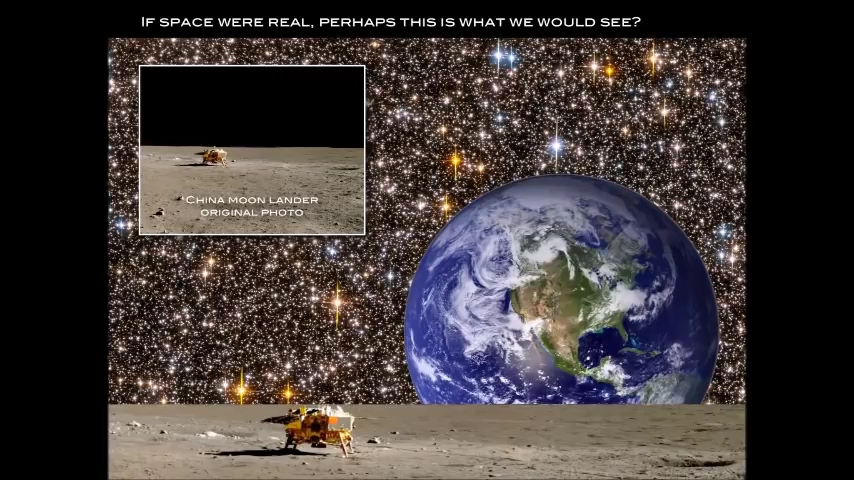 If space were real, perhaps this is what we would see?
*China moon lander
original photo